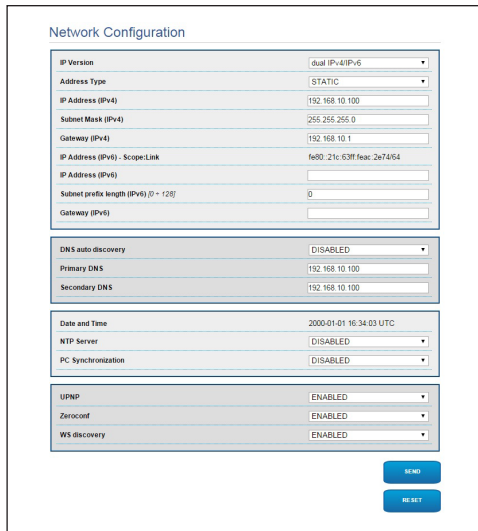 Network Configuration
IP Version dual IPv4/IPv6
Address Type STATIC
IP Address (IPv4) 192.168.10.100
Subnet Mask (IPv4) 255.255.255.0
Gateway (IPv4) 192.168.10.1
IP Address (IPv6) - Scope:Link fe80::21c:63ff:feac:2e74/64
IP Address (IPv6)
Subnet prefix length (IPv6) [0 ÷ 128] 0
Gateway (IPv6)
DNS auto discovery DISABLED
Primary DNS 192.168.10.100
Secondary DNS 192.168.10.100
Date and Time 2000-01-01 16:34:03 UTC
NTP Server DISABLED
PC Synchronization DISABLED
UPNP ENABLED
Zeroconf ENABLED
WS discovery ENABLED
SEND
RESET